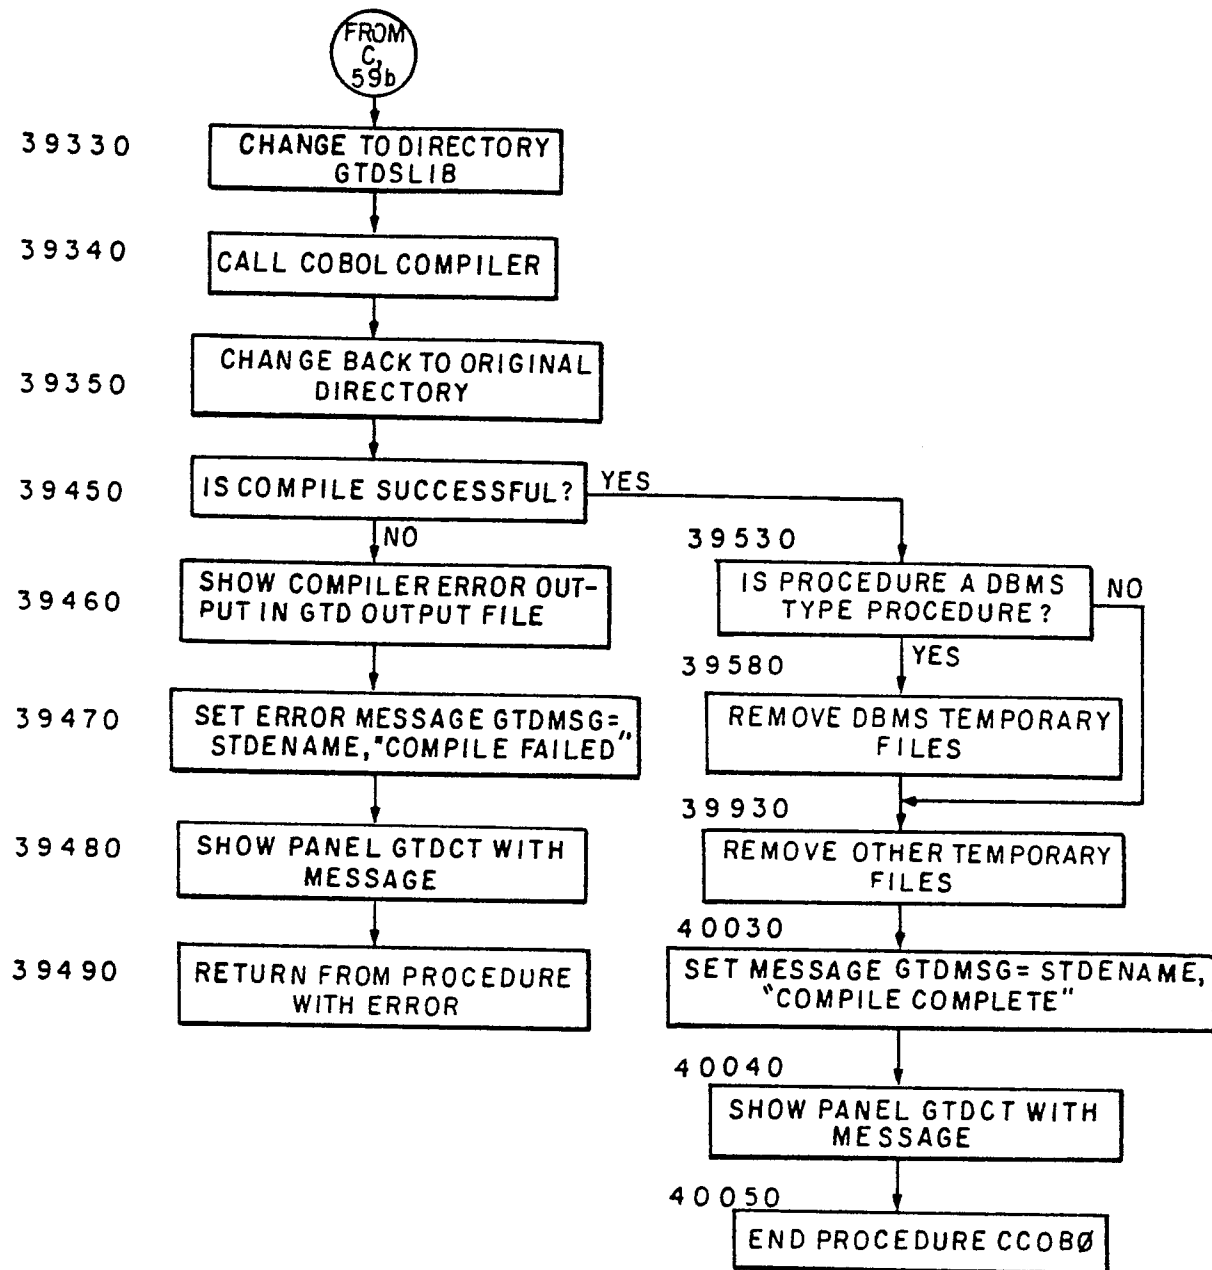 FROM
C,
59b
39330
CHANGE TO DIRECTORY
GTDSLIB
39340
CALL COBOL COMPILER
39350
CHANGE BACK TO ORIGINAL
DIRECTORY
39450
IS COMPILE SUCCESSFUL?
YES
NO
39460
SHOW COMPILER ERROR OUT-
PUT IN GTD OUTPUT FILE
39470
SET ERROR MESSAGE GTDMSG=
STDENAME, "COMPILE FAILED"
39480
SHOW PANEL GTDCT WITH
MESSAGE
39490
RETURN FROM PROCEDURE
WITH ERROR
39530
IS PROCEDURE A DBMS
TYPE PROCEDURE?
NO
YES
39580
REMOVE DBMS TEMPORARY
FILES
39930
REMOVE OTHER TEMPORARY
FILES
40030
SET MESSAGE GTDMSG= STDENAME,
"COMPILE COMPLETE"
40040
SHOW PANEL GTDCT WITH
MESSAGE
40050
END PROCEDURE CCOBØ